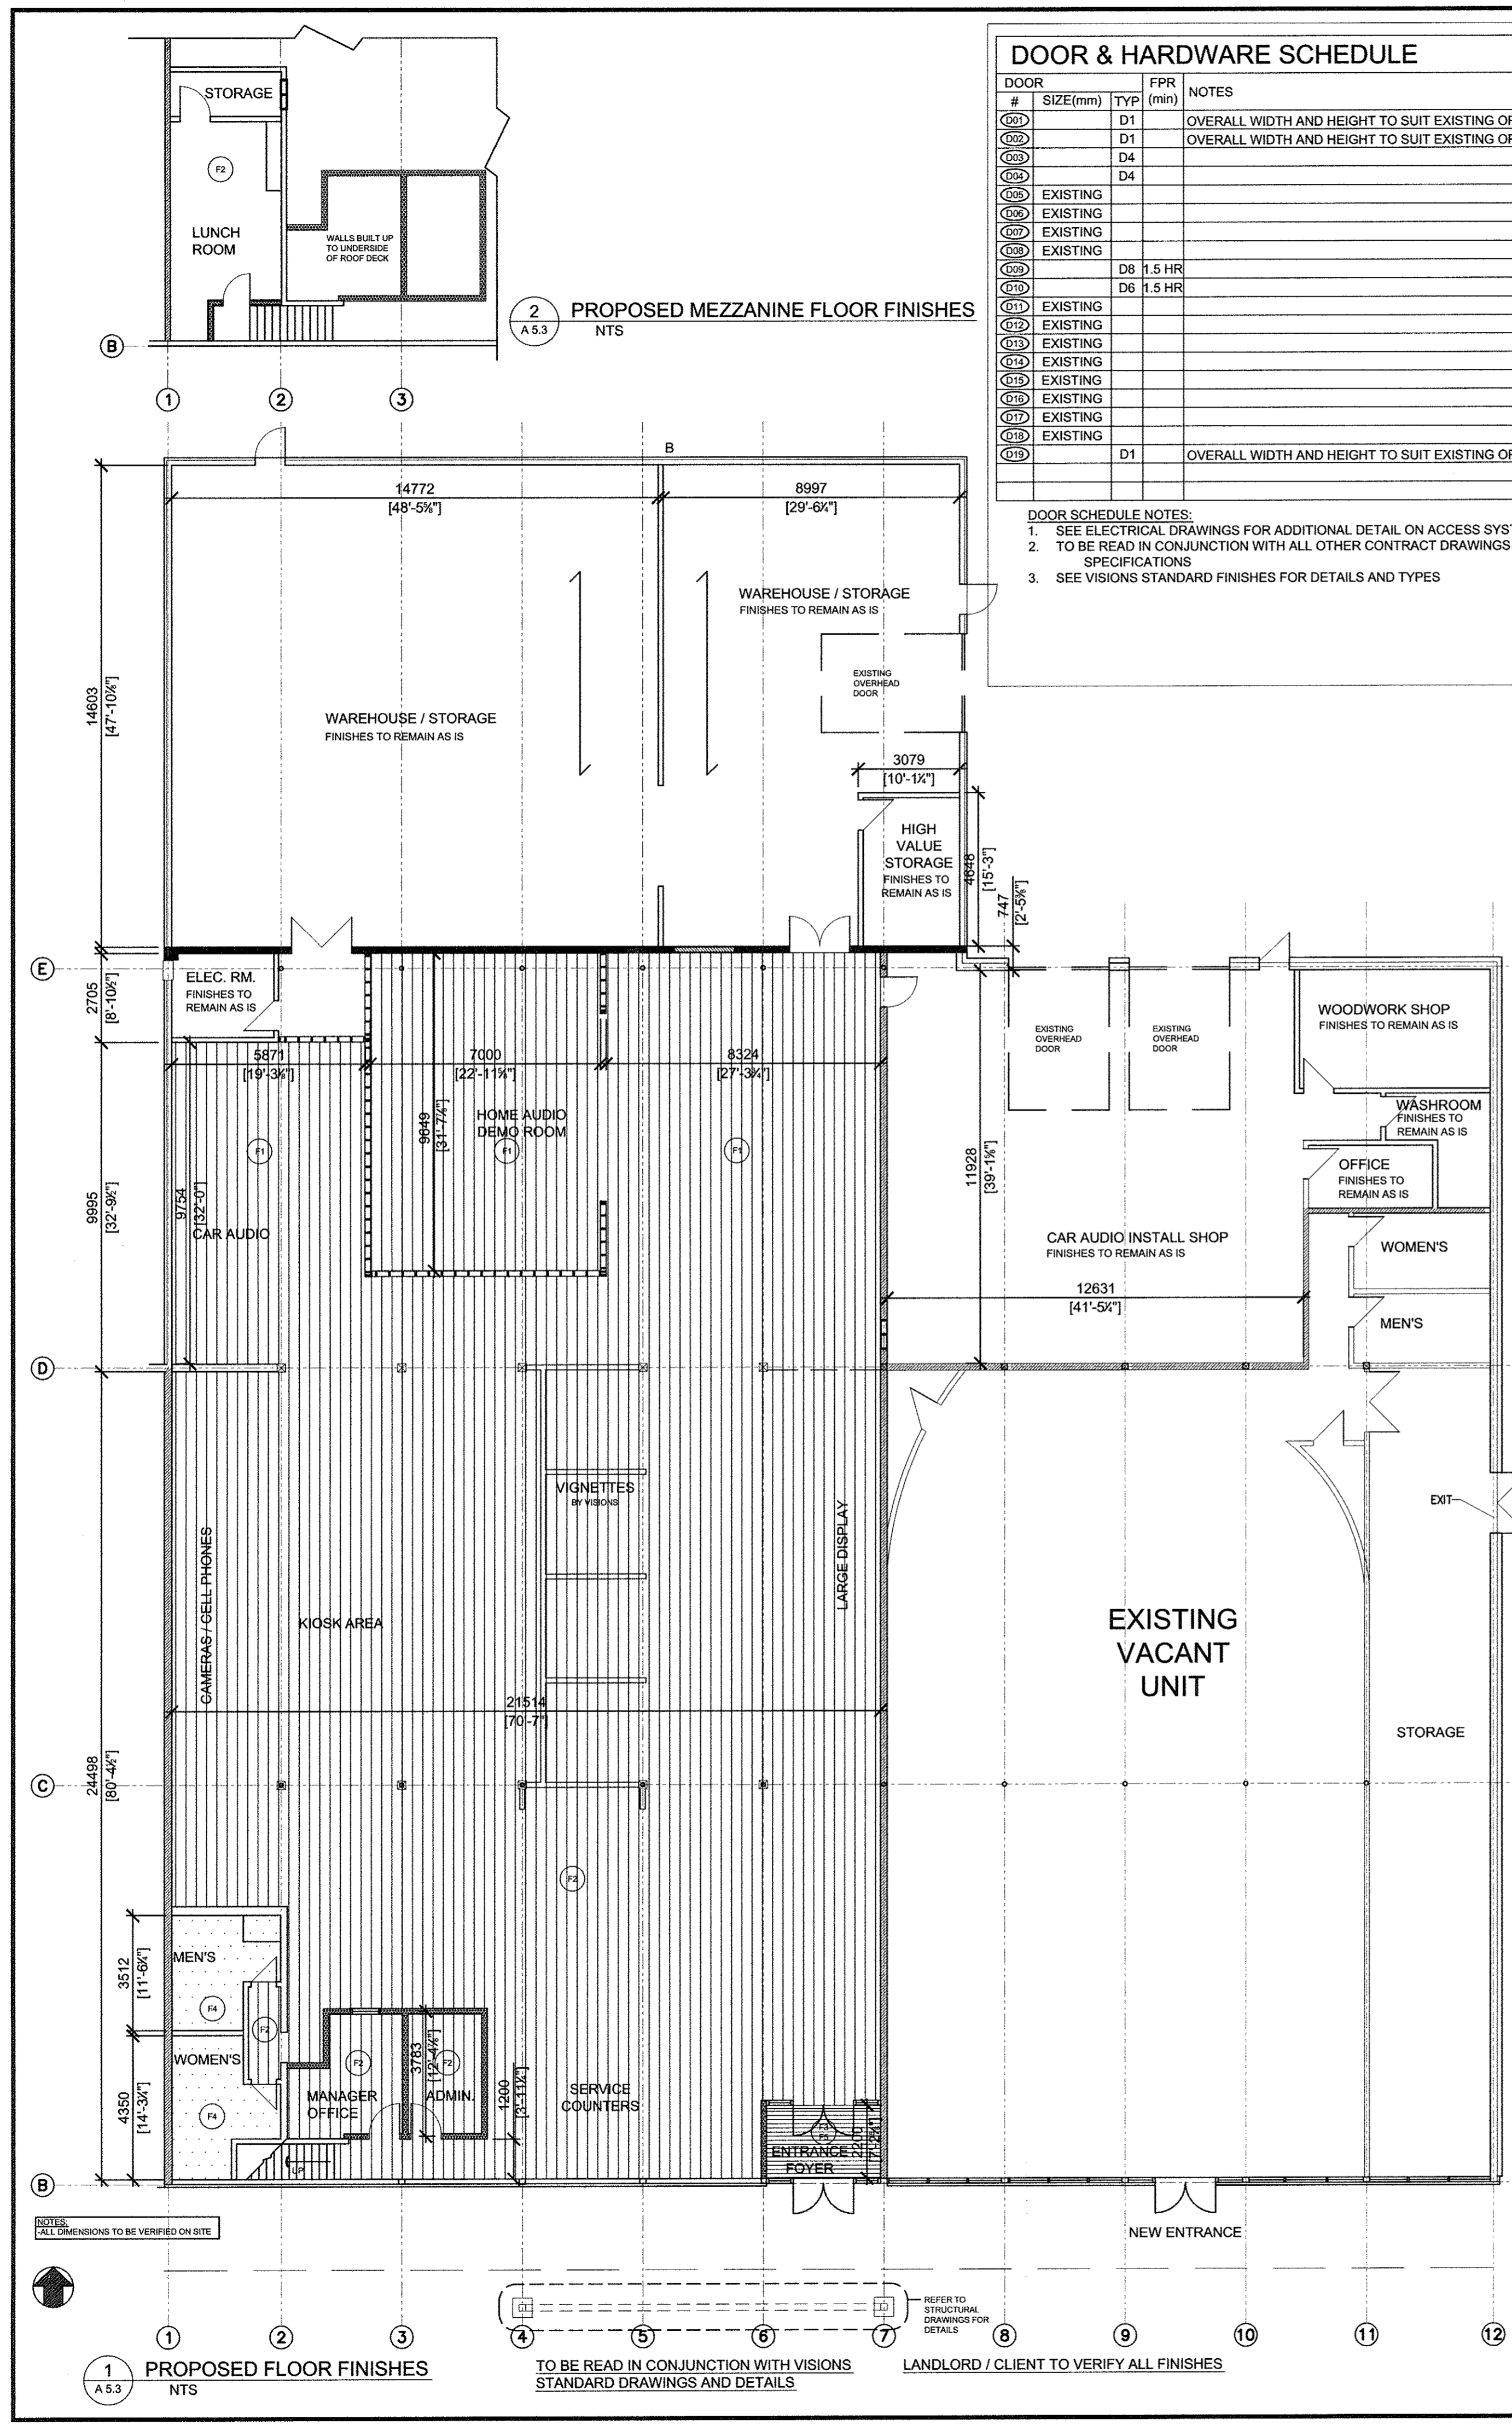 STORAGE
F2
LUNCH
ROOM
WALLS BUILT UP
TO UNDERSIDE
OF ROOF DECK
2
A 5.3
PROPOSED MEZZANINE FLOOR FINISHES
NTS
B
1
2
3
DOOR & HARDWARE SCHEDULE
DOOR
FPR
(min)
NOTES
# SIZE(mm) TYP
D01 D1 OVERALL WIDTH AND HEIGHT TO SUIT EXISTING
D02 D1 OVERALL WIDTH AND HEIGHT TO SUIT EXISTING
D03 D4
D04 D4
D05 EXISTING
D06 EXISTING
D07 EXISTING
D08 EXISTING
D09 D8 1.5 HR
D10 D6 1.5 HR
D11 EXISTING
D12 EXISTING
D13 EXISTING
D14 EXISTING
D15 EXISTING
D16 EXISTING
D17 EXISTING
D18 EXISTING
D19 D1 OVERALL WIDTH AND HEIGHT TO SUIT EXISTING
DOOR SCHEDULE NOTES:
1. SEE ELECTRICAL DRAWINGS FOR ADDITIONAL DETAIL ON ACCESS
2. TO BE READ IN CONJUNCTION WITH ALL OTHER CONTRACT DRAWINGS
SPECIFICATIONS
3. SEE VISIONS STANDARD FINISHES FOR DETAILS AND TYPES
B
14772
[48'-5⅝"]
8997
[29'-6¼"]
WAREHOUSE / STORAGE
FINISHES TO REMAIN AS IS
EXISTING
OVERHEAD
DOOR
14603
[47'-10⅞"]
WAREHOUSE / STORAGE
FINISHES TO REMAIN AS IS
3079
[10'-1¼"]
HIGH
VALUE
STORAGE
FINISHES TO
REMAIN AS IS
4648
[15'-3"]
747
[2'-5⅜"]
E
2705
[8'-10½"]
ELEC. RM.
FINISHES TO
REMAIN AS IS
5871
[19'-3⅛"]
7000
[22'-11⅝"]
8324
[27'-3¾"]
9649
[31'-7⅞"]
HOME AUDIO
DEMO ROOM
F1
F1
F1
9995
[32'-9½"]
9754
[32'-0"]
CAR AUDIO
EXISTING
OVERHEAD
DOOR
EXISTING
OVERHEAD
DOOR
WOODWORK SHOP
FINISHES TO REMAIN AS IS
WASHROOM
FINISHES TO
REMAIN AS IS
OFFICE
FINISHES TO
REMAIN AS IS
11928
[39'-1⅝"]
CAR AUDIO INSTALL SHOP
FINISHES TO REMAIN AS IS
12631
[41'-5¼"]
WOMEN'S
MEN'S
D
VIGNETTES
BY VISIONS
CAMERAS / CELL PHONES
KIOSK AREA
LARGE DISPLAY
21514
[70'-7"]
EXIT
EXISTING
VACANT
UNIT
STORAGE
24498
[80'-4½"]
C
F2
3512
[11'-6¼"]
MEN'S
F4
F2
4350
[14'-3¼"]
WOMEN'S
F4
F2
MANAGER
OFFICE
3783
[12'-4⅞"]
F2
ADMIN.
1200
[3'-11¼"]
SERVICE
COUNTERS
UP
ENTRANCE
FOYER
2200
B
NEW ENTRANCE
NOTES:
-ALL DIMENSIONS TO BE VERIFIED ON SITE
REFER TO
STRUCTURAL
DRAWINGS FOR
DETAILS
1
2
3
4
5
6
7
8
9
10
11
12
1
A 5.3
PROPOSED FLOOR FINISHES
NTS
TO BE READ IN CONJUNCTION WITH VISIONS
STANDARD DRAWINGS AND DETAILS
LANDLORD / CLIENT TO VERIFY ALL FINISHES